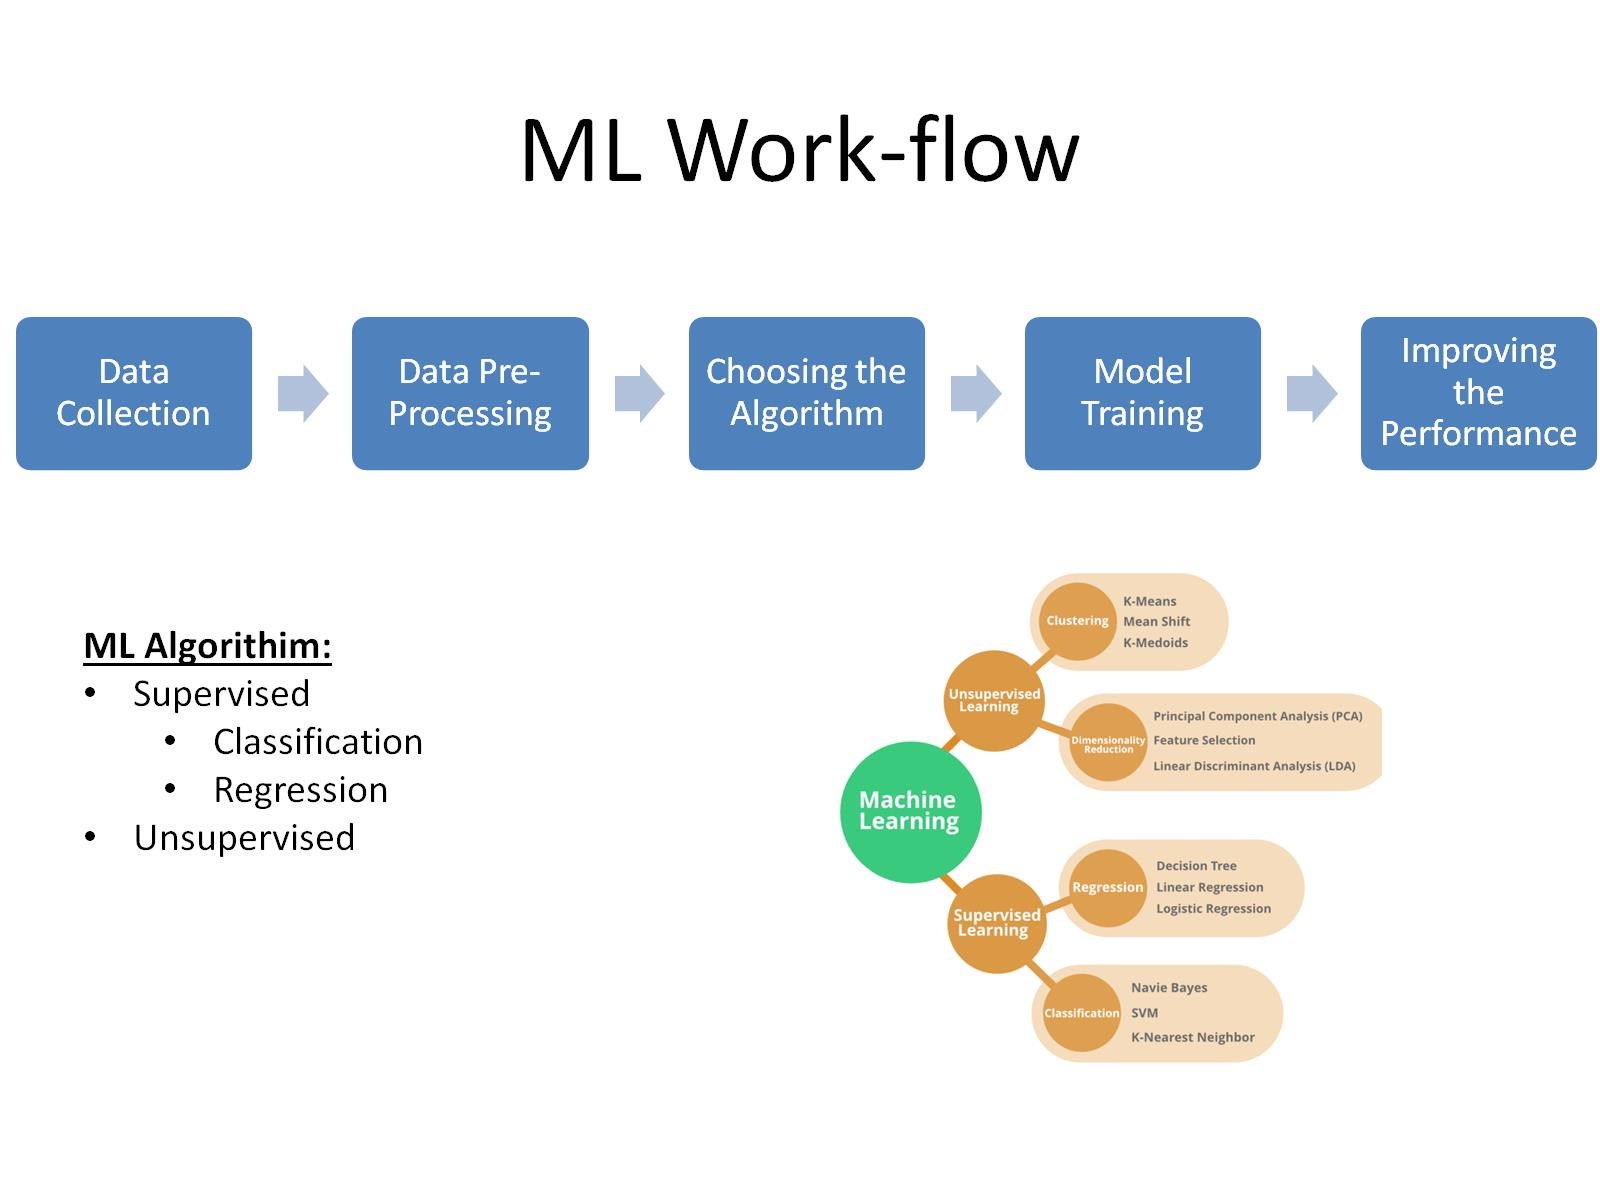 ML Work-flow
Data
Collection
Data Pre-
Processing
Choosing the
Algorithm
Model
Training
Improving
the
Performance
ML Algorithim:
• Supervised
• Classification
• Regression
• Unsupervised
Machine
Learning
Unsupervised
Learning
Clustering
K-Means
Mean Shift
K-Medoids
Dimensionality
Reduction
Principal Component Analysis (PCA)
Feature Selection
Linear Discriminant Analysis (LDA)
Supervised
Learning
Regression
Decision Tree
Linear Regression
Logistic Regression
Classification
Navie Bayes
SVM
K-Nearest Neighbor